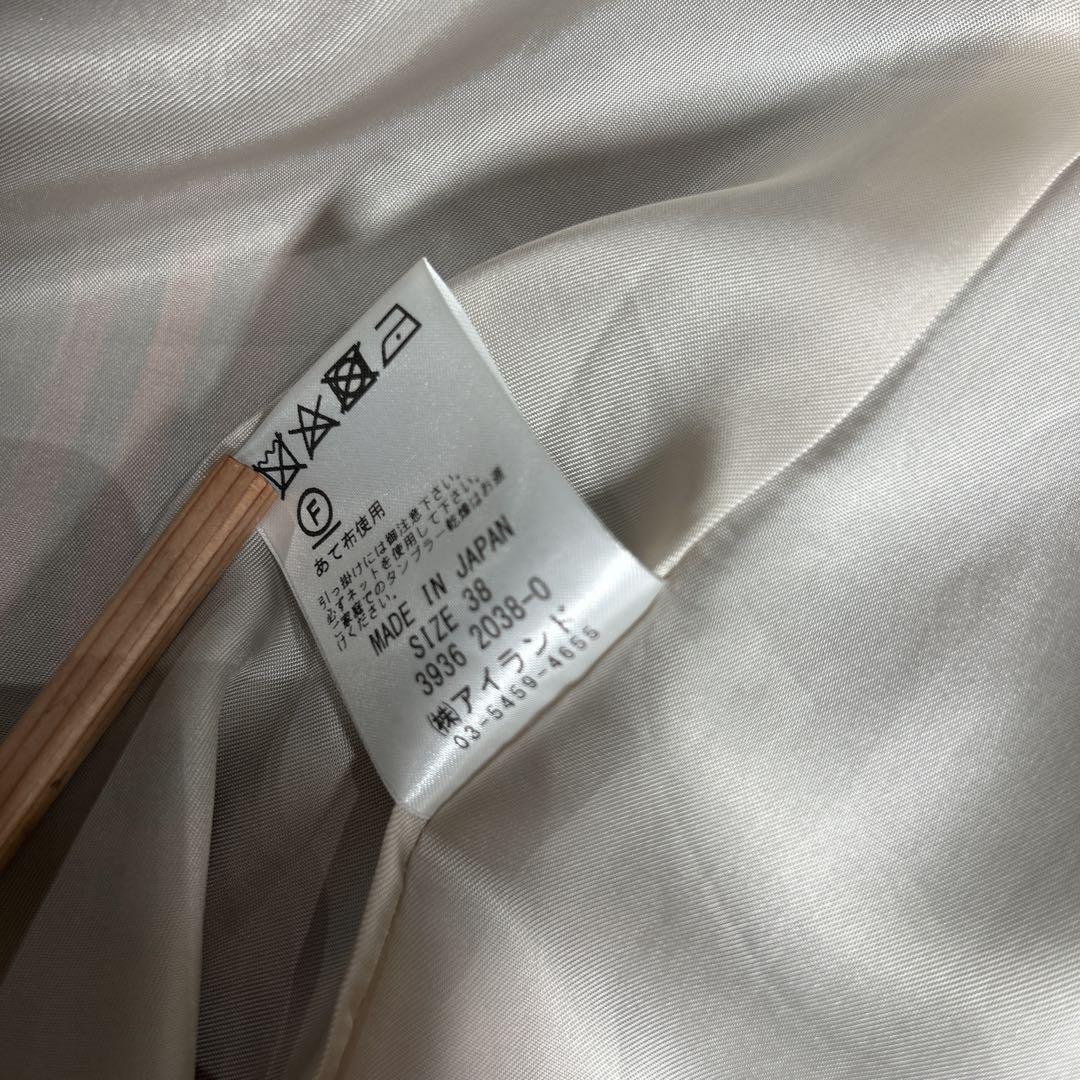 F
あて布使用
引っ掛けには御注意下さい。
必ずネットを使用して下さい。
ご家庭でのタンブラー乾燥はお避
けください。
MADE IN JAPAN
SIZE 38
3936 2038-0
㈱アイランド
03-5459-4655